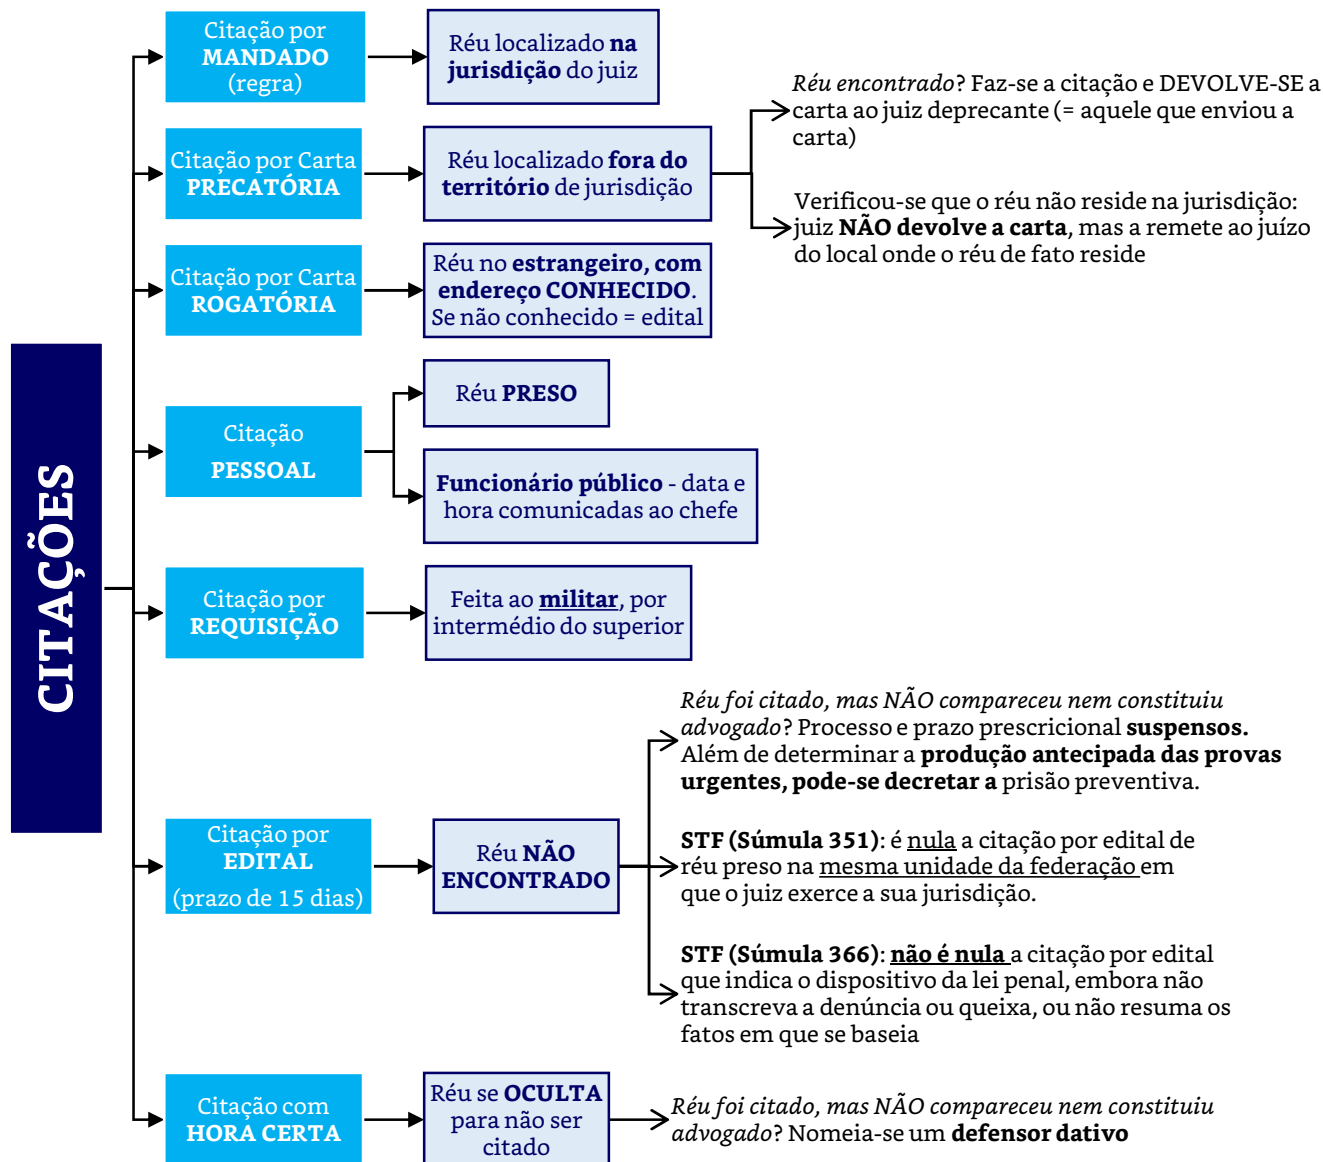 CITAÇÕES
Citação por
MANDADO
(regra)
Réu localizado na
jurisdição do juiz
Citação por Carta
PRECATÓRIA
Réu localizado fora do
território de jurisdição
Réu encontrado? Faz-se a citação e DEVOLVE-SE a
carta ao juiz deprecante (= aquele que enviou a
carta)
Verificou-se que o réu não reside na jurisdição:
juiz NÃO devolve a carta, mas a remete ao juízo
do local onde o réu de fato reside
Citação por Carta
ROGATÓRIA
Réu no estrangeiro, com
endereço CONHECIDO.
Se não conhecido = edital
Citação
PESSOAL
Réu PRESO
Funcionário público - data e
hora comunicadas ao chefe
Citação por
REQUISIÇÃO
Feita ao militar, por
intermédio do superior
Citação por
EDITAL
(prazo de 15 dias)
Réu NÃO
ENCONTRADO
Réu foi citado, mas NÃO compareceu nem constituiu
advogado? Processo e prazo prescricional suspensos.
Além de determinar a produção antecipada das provas
urgentes, pode-se decretar a prisão preventiva.
STF (Súmula 351): é nula a citação por edital de
réu preso na mesma unidade da federação em
que o juiz exerce a sua jurisdição.
STF (Súmula 366): não é nula a citação por edital
que indica o dispositivo da lei penal, embora não
transcreva a denúncia ou queixa, ou não resuma os
fatos em que se baseia
Citação com
HORA CERTA
Réu se OCULTA
para não ser
citado
Réu foi citado, mas NÃO compareceu nem constituiu
advogado? Nomeia-se um defensor dativo